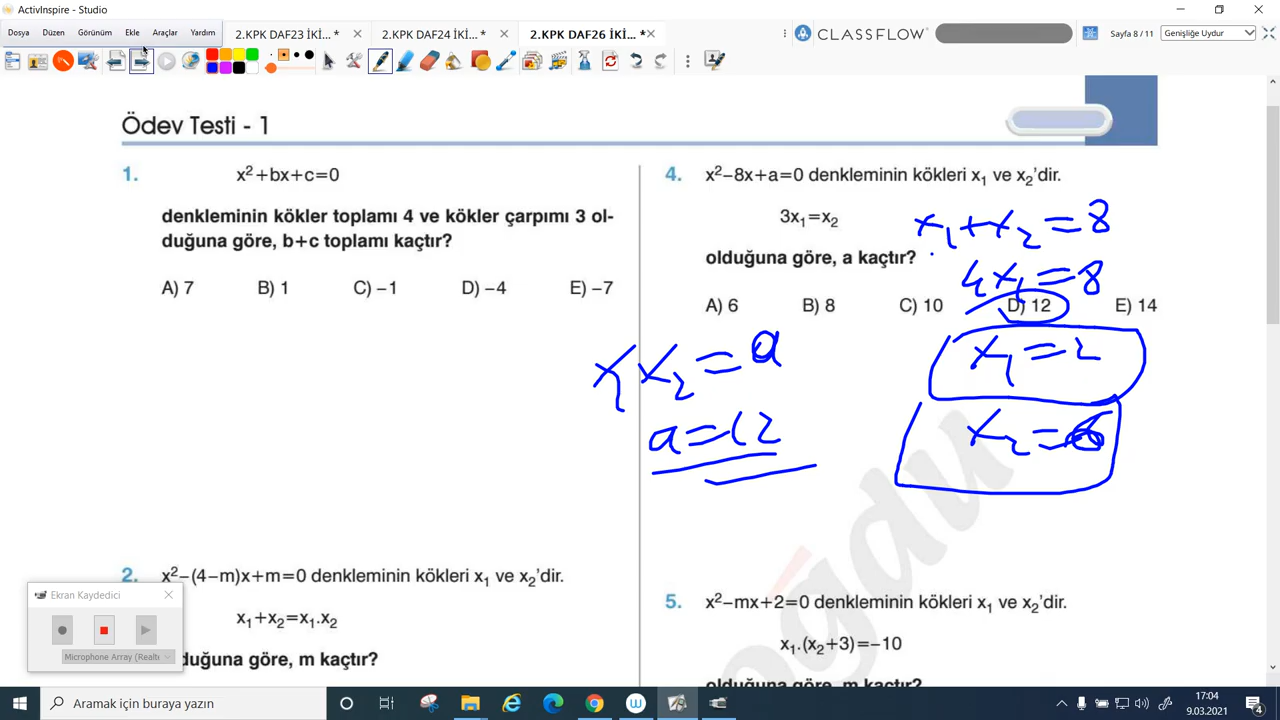 ActivInspire - Studio
Dosya Düzen Görünüm Ekle Araçlar Yardım
2.KPK DAF23 İKİ... * 2.KPK DAF24 İKİ... * 2.KPK DAF26 İKİ... *
CLASSFLOW
Sayfa 8 / 11
Genişliğe Uydur
Ödev Testi - 1
1.
x²+bx+c=0
denkleminin kökler toplamı 4 ve kökler çarpımı 3 ol-
duğuna göre, b+c toplamı kaçtır?
A) 7 B) 1 C) −1 D) −4 E) −7
2. x²−(4−m)x+m=0 denkleminin kökleri x₁ ve x₂'dir.
x₁+x₂=x₁.x₂
olduğuna göre, m kaçtır?
4. x²−8x+a=0 denkleminin kökleri x₁ ve x₂'dir.
3x₁=x₂
olduğuna göre, a kaçtır?
A) 6 B) 8 C) 10 D) 12 E) 14
x₁+x₂=8
4x₁=8
x₁=2
x₂=6
x₁x₂=a
a=12
5. x²−mx+2=0 denkleminin kökleri x₁ ve x₂'dir.
x₁.(x₂+3)=−10
olduğuna göre, m kaçtır?
Ekran Kaydedici
Microphone Array (Realte
Aramak için buraya yazın
17:04
9.03.2021
4